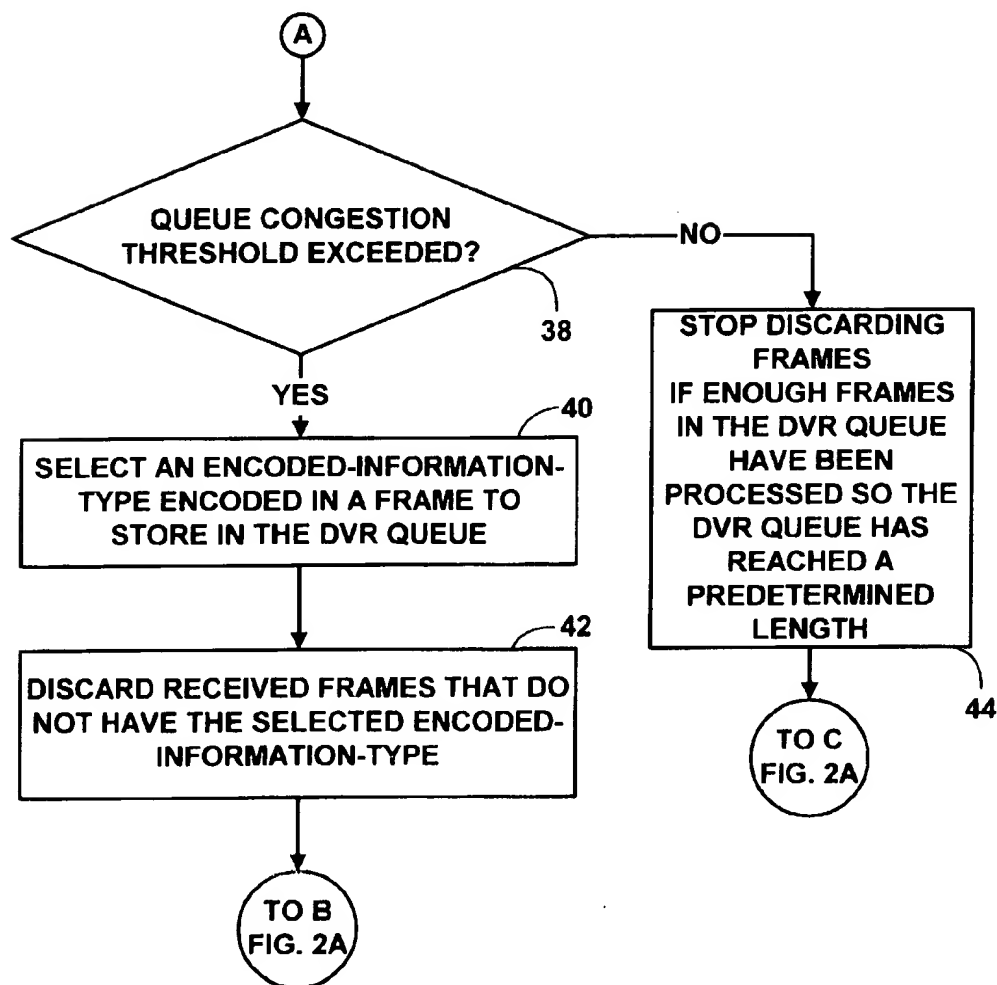 A
QUEUE CONGESTION
THRESHOLD EXCEEDED?
NO
38
YES
40
SELECT AN ENCODED-INFORMATION-
TYPE ENCODED IN A FRAME TO
STORE IN THE DVR QUEUE
42
DISCARD RECEIVED FRAMES THAT DO
NOT HAVE THE SELECTED ENCODED-
INFORMATION-TYPE
TO B
FIG. 2A
STOP DISCARDING
FRAMES
IF ENOUGH FRAMES
IN THE DVR QUEUE
HAVE BEEN
PROCESSED SO THE
DVR QUEUE HAS
REACHED A
PREDETERMINED
LENGTH
44
TO C
FIG. 2A